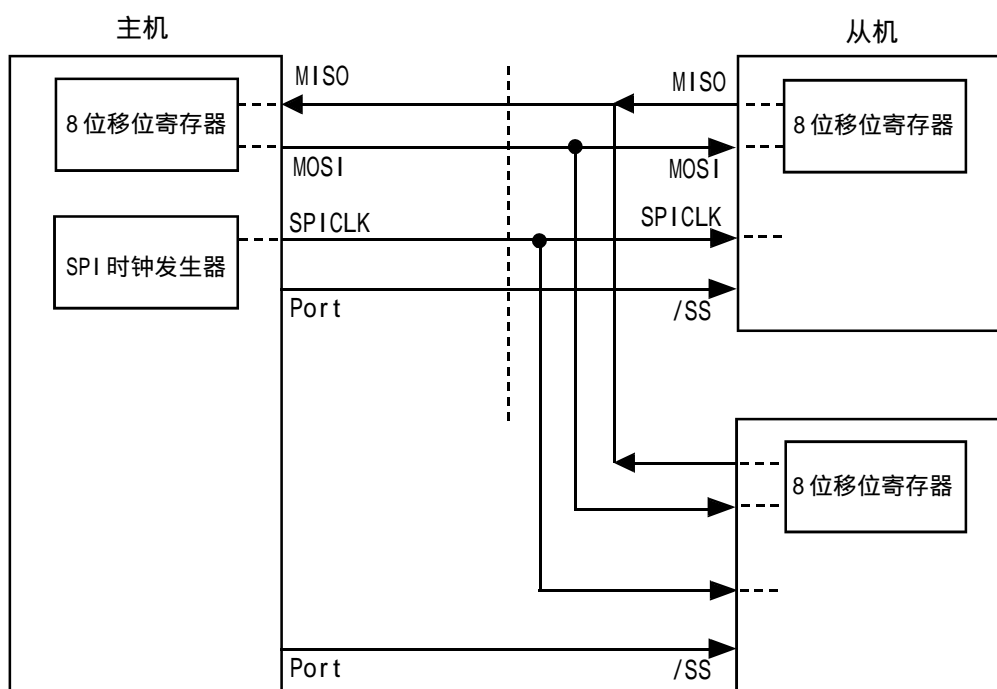 主机
从机
MISO
MISO
8位移位寄存器
8位移位寄存器
MOSI
MOSI
SPICLK
SPICLK
SPI时钟发生器
Port
/SS
8位移位寄存器
Port
/SS